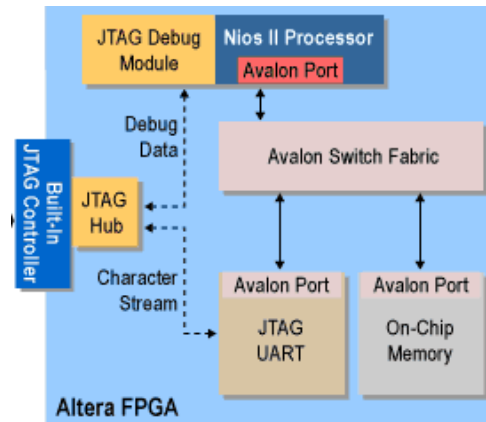 JTAG Debug
Module
Nios II Processor
Avalon Port
Debug
Data
Avalon Switch Fabric
Built-In
JTAG Controller
JTAG
Hub
Character
Stream
Avalon Port
JTAG
UART
Avalon Port
On-Chip
Memory
Altera FPGA